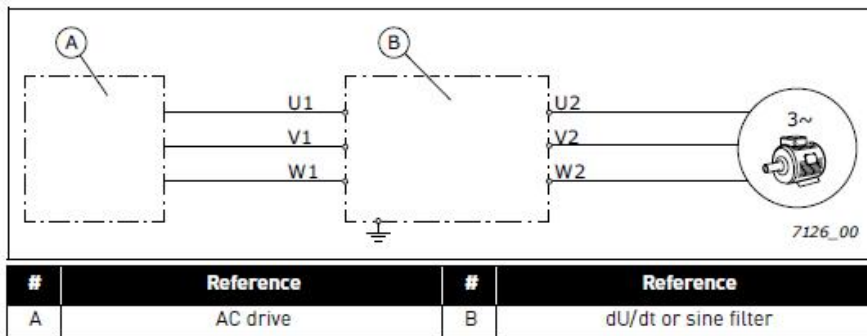 A
B
U1
U2
V1
V2
W1
W2
3~
7126_00
# Reference # Reference
A AC drive B dU/dt or sine filter